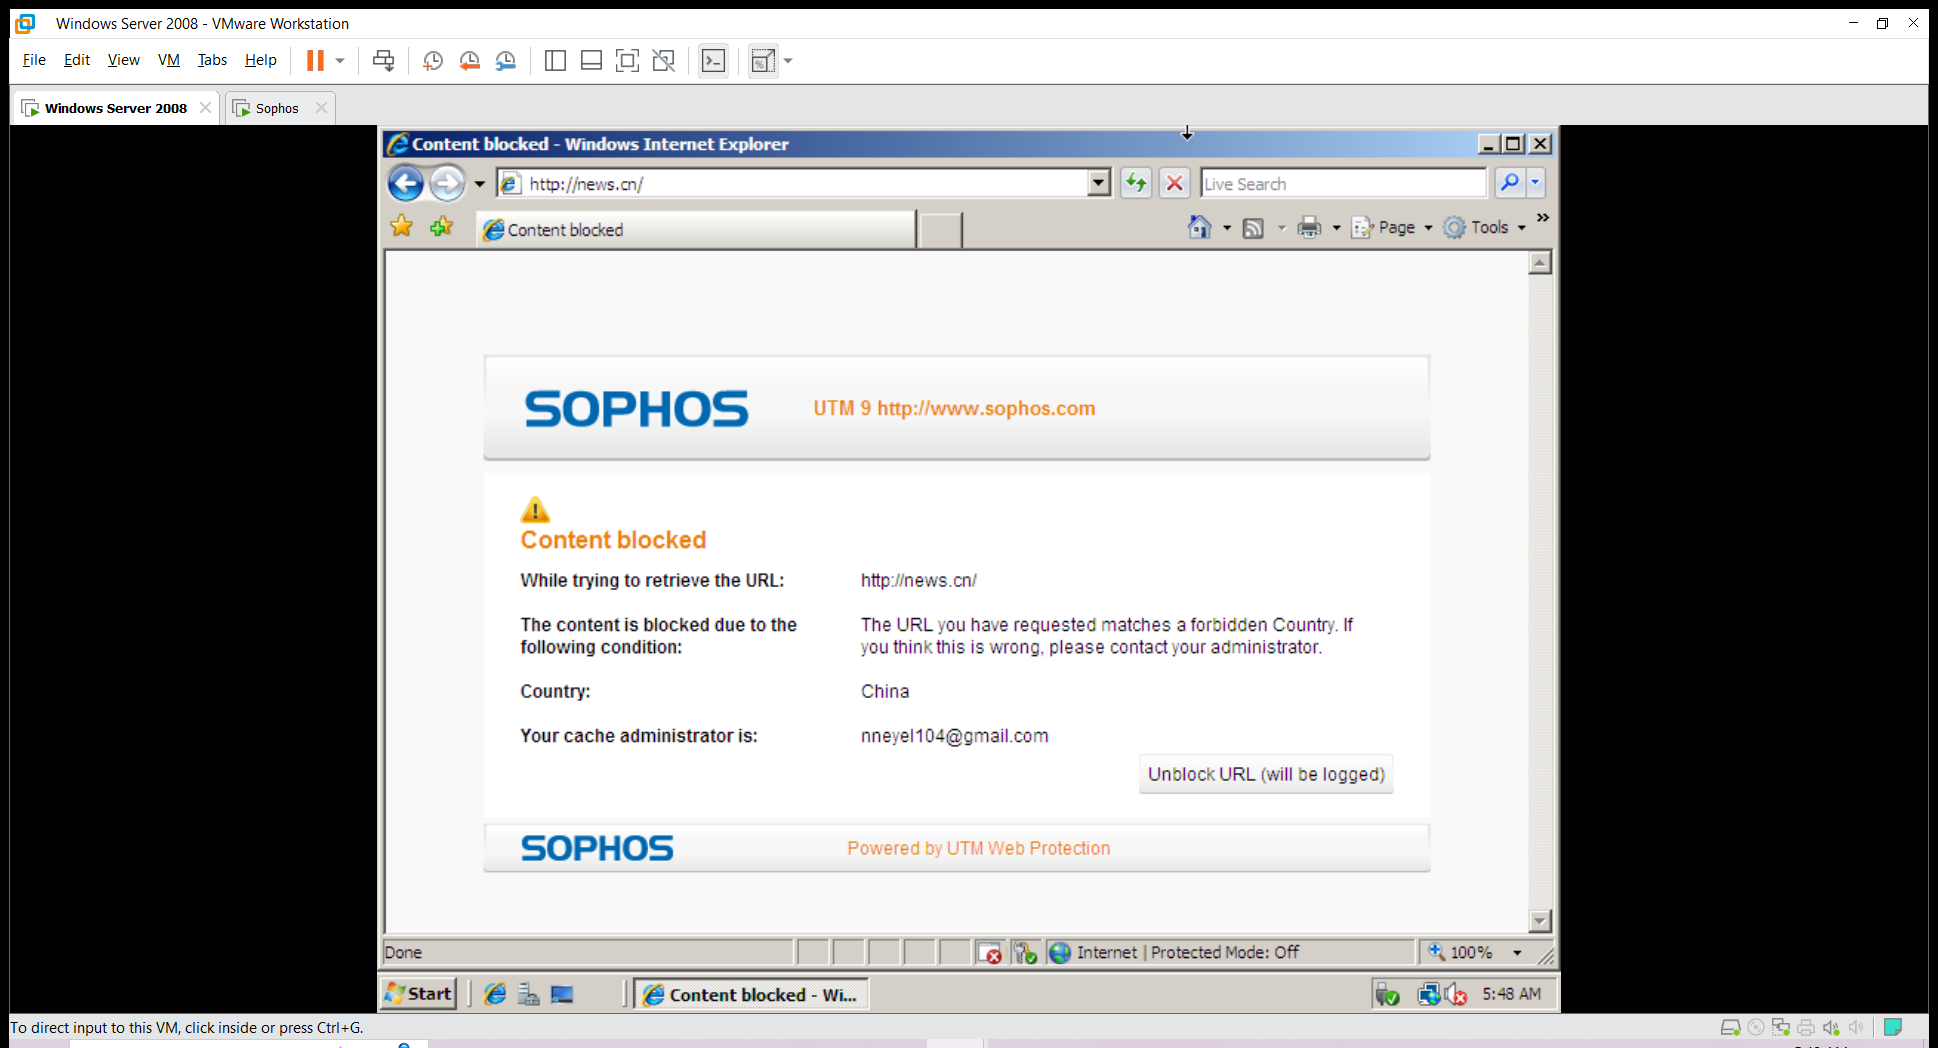 Windows Server 2008 - VMware Workstation
File Edit View VM Tabs Help
Windows Server 2008 Sophos
Content blocked - Windows Internet Explorer
http://news.cn/ Live Search
Content blocked Page Tools
SOPHOS UTM 9 http://www.sophos.com
Content blocked
While trying to retrieve the URL: http://news.cn/
The content is blocked due to the following condition: The URL you have requested matches a forbidden Country. If
you think this is wrong, please contact your administrator.
Country: China
Your cache administrator is: nneyel104@gmail.com
Unblock URL (will be logged)
SOPHOS Powered by UTM Web Protection
Done Internet | Protected Mode: Off 100%
Start Content blocked - Wi... 5:48 AM
To direct input to this VM, click inside or press Ctrl+G.